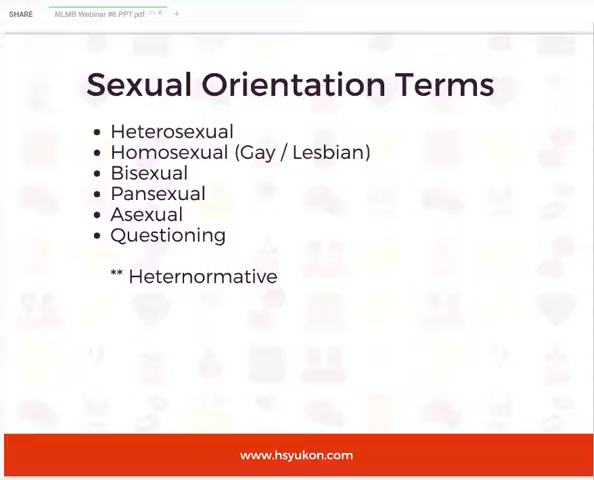 SHARE
MLMB Webinar #6 PPT.pdf
Sexual Orientation Terms
• Heterosexual
• Homosexual (Gay / Lesbian)
• Bisexual
• Pansexual
• Asexual
• Questioning
** Heternormative
www.hsyukon.com